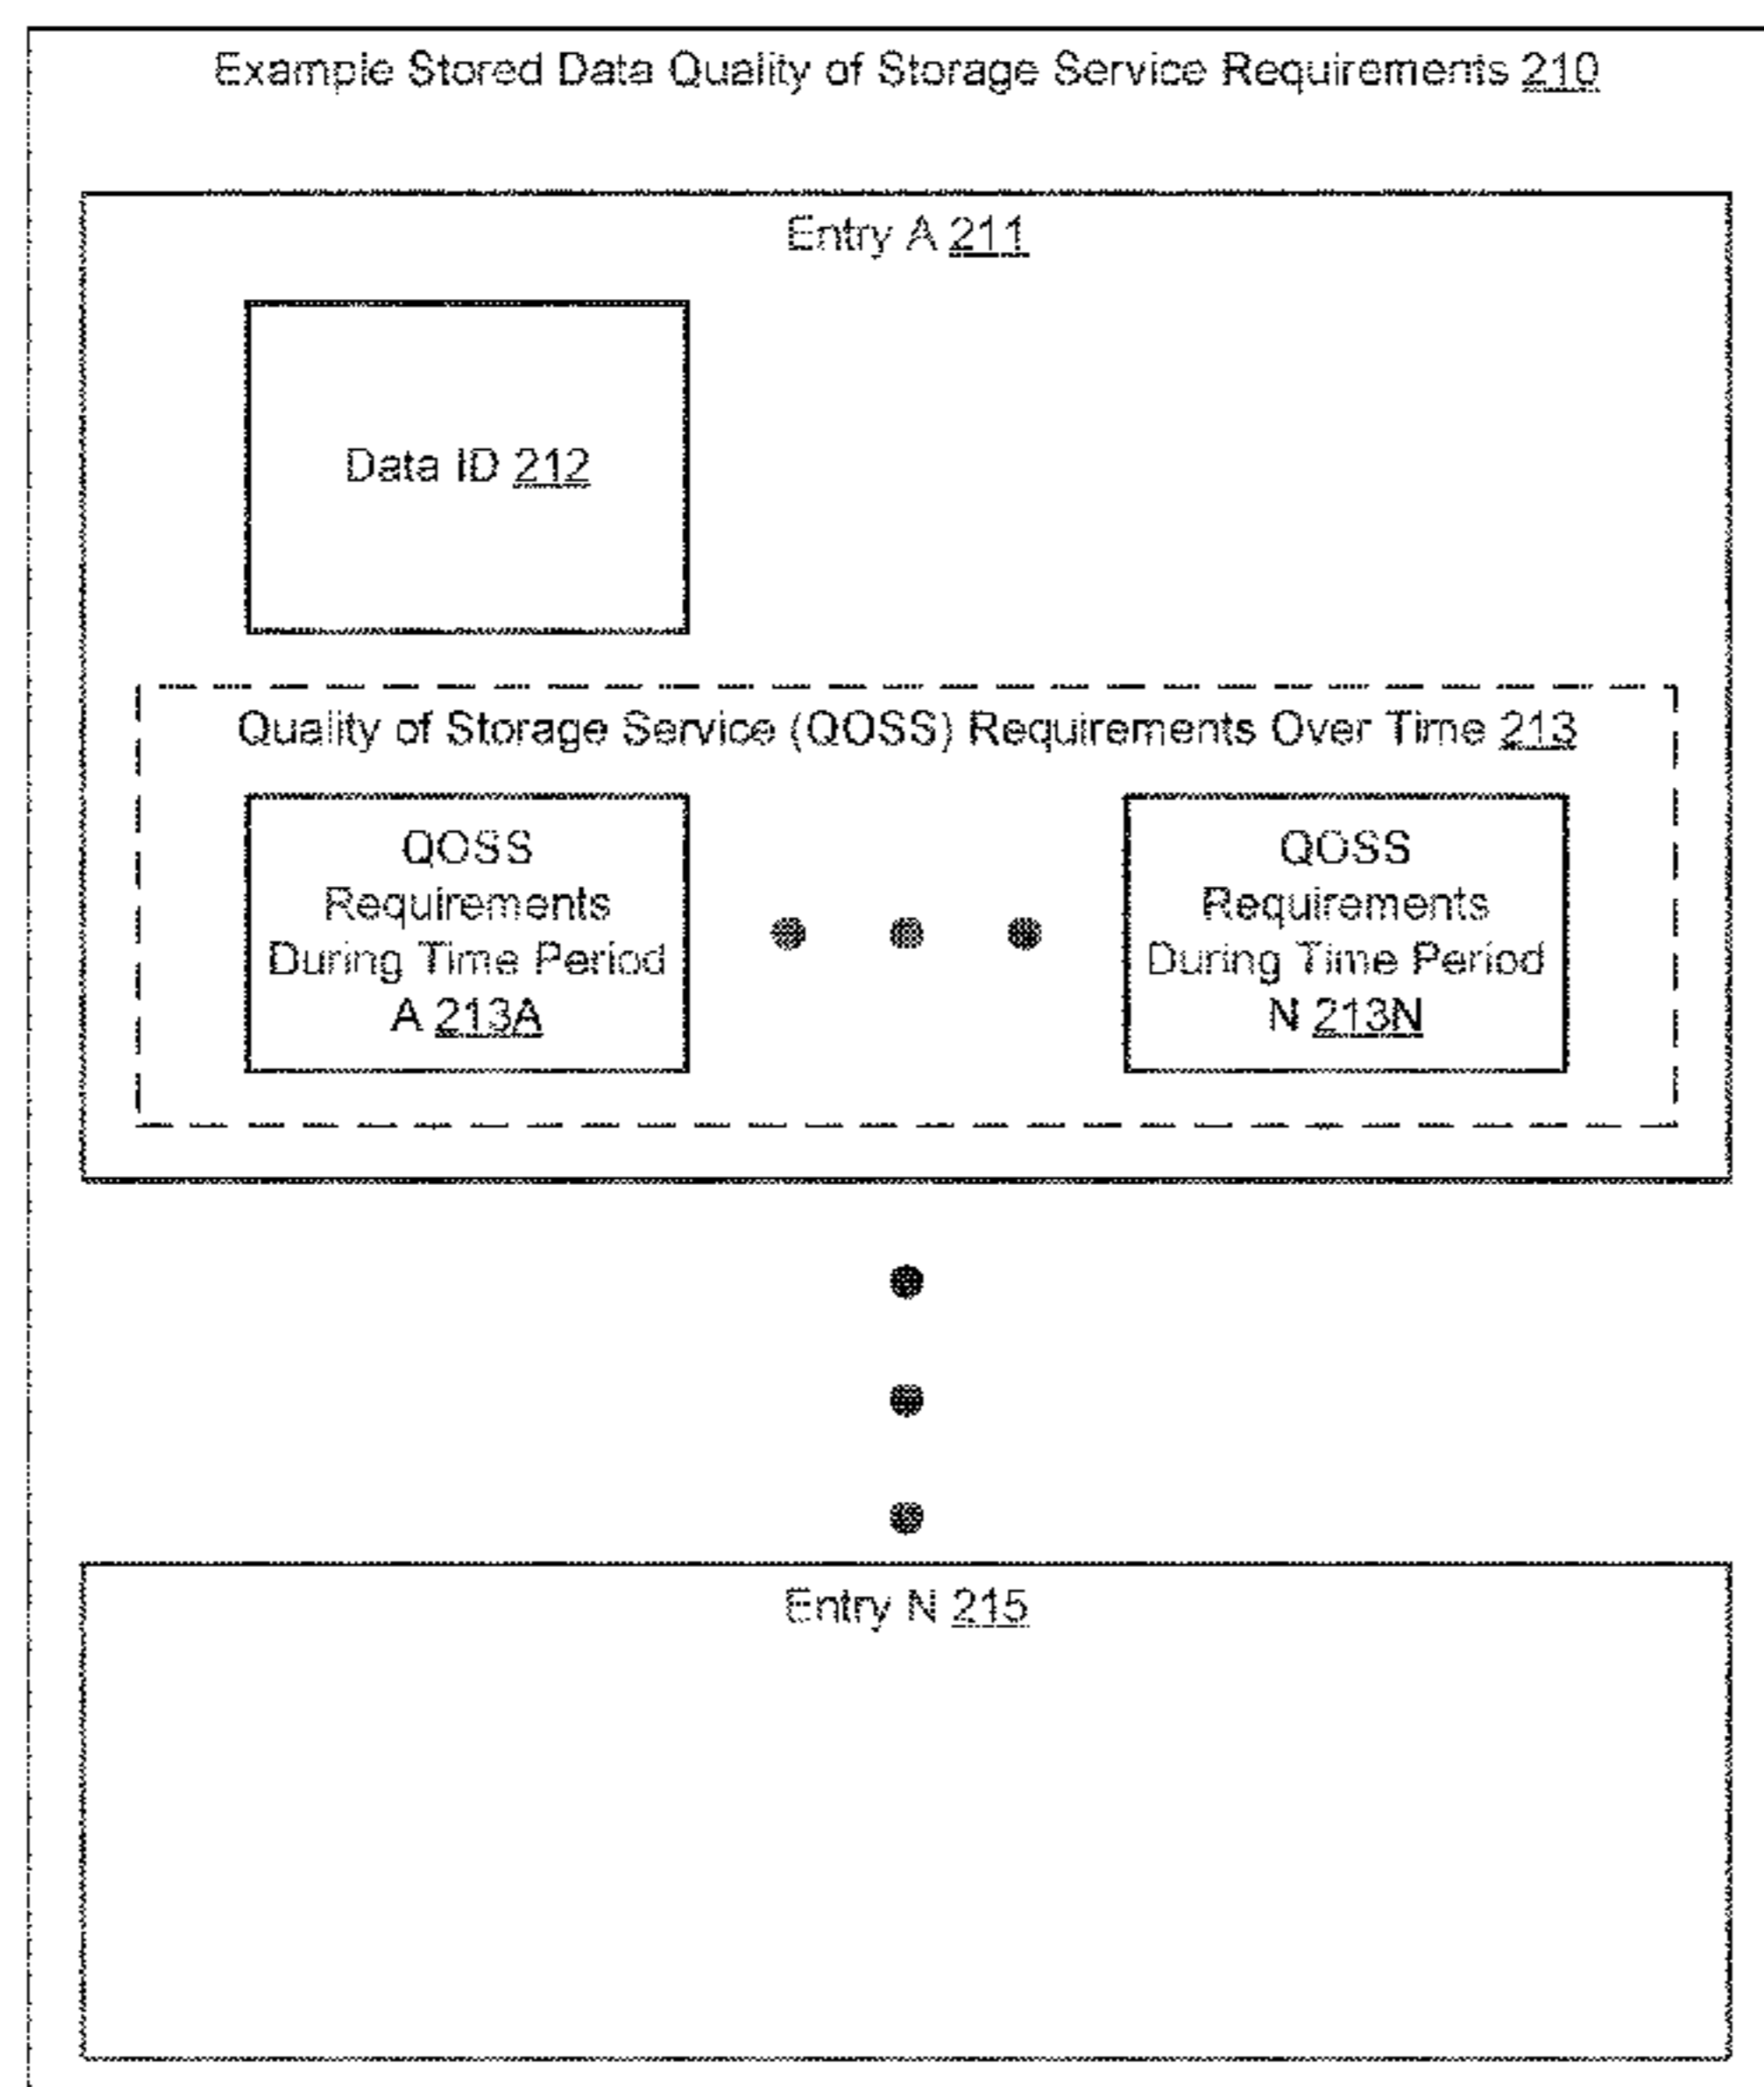 Example Stored Data Quality of Storage Service Requirements 210
Entry A 211
Data ID 212
Quality of Storage Service (QOSS) Requirements Over Time 213
QOSS
Requirements
During Time Period
A 213A
QOSS
Requirements
During Time Period
N 213N
Entry N 215